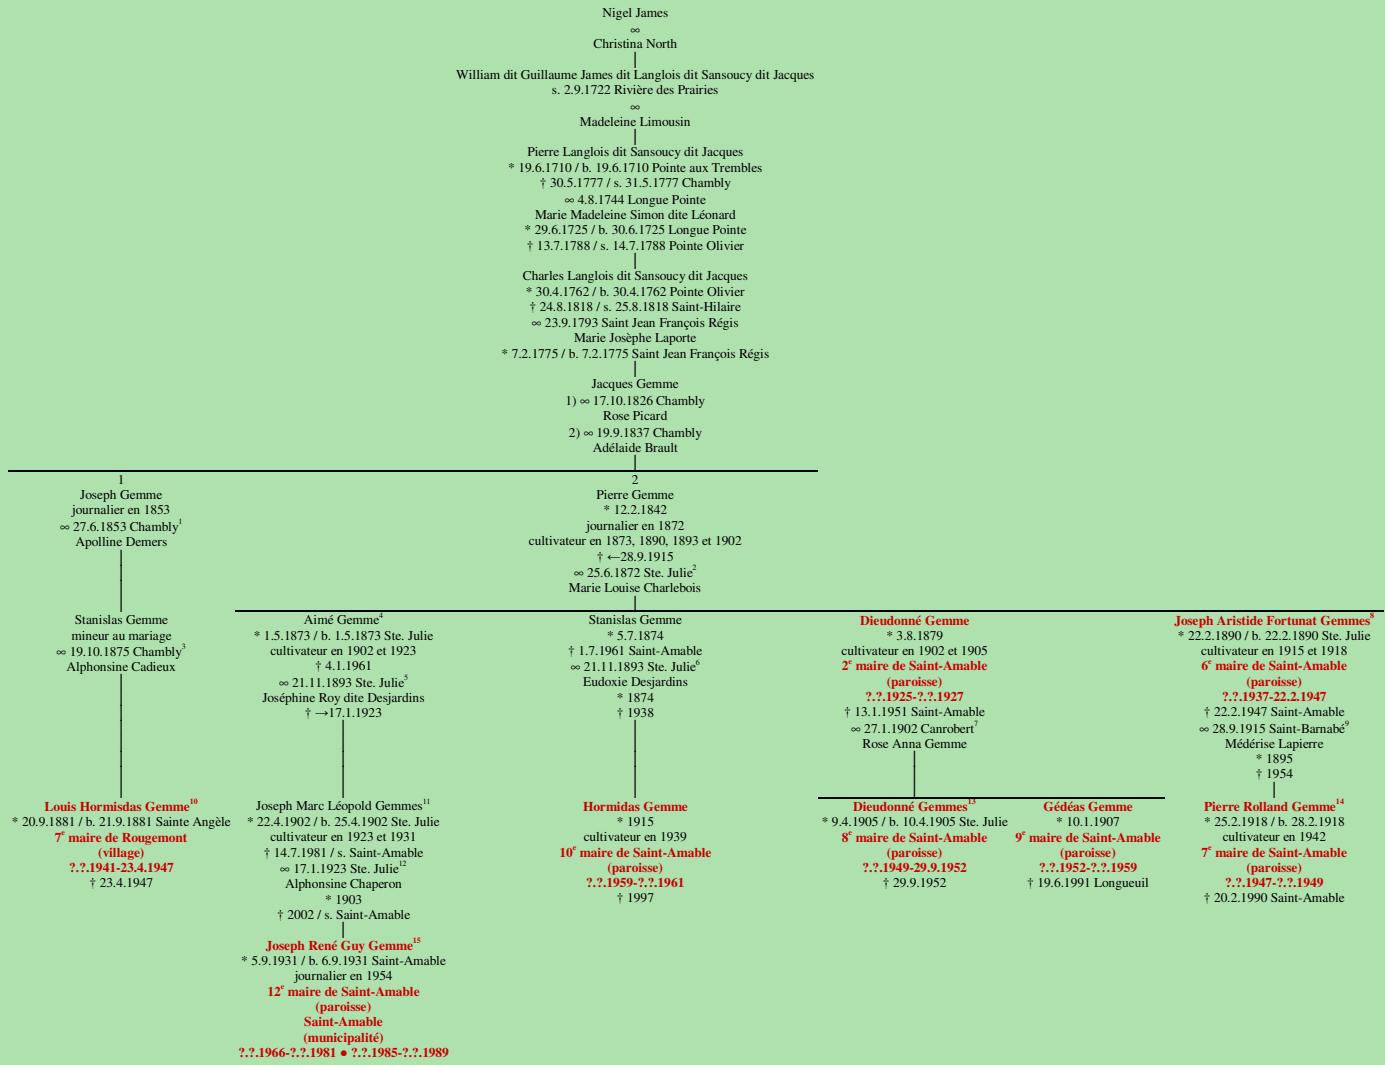 Nigel James
∞
Christina North
William dit Guillaume James dit Langlois dit Sansoucy dit Jacques
s. 2.9.1722 Rivière des Prairies
∞
Madeleine Limousin
Pierre Langlois dit Sansoucy dit Jacques
* 19.6.1710 / b. 19.6.1710 Pointe aux Trembles
† 30.5.1777 / s. 31.5.1777 Chambly
∞ 4.8.1744 Longue Pointe
Marie Madeleine Simon dite Léonard
* 29.6.1725 / b. 30.6.1725 Longue Pointe
† 13.7.1788 / s. 14.7.1788 Pointe Olivier
Charles Langlois dit Sansoucy dit Jacques
* 30.4.1762 / b. 30.4.1762 Pointe Olivier
† 24.8.1818 / s. 25.8.1818 Saint-Hilaire
∞ 23.9.1793 Saint Jean François Régis
Marie Josèphe Laporte
* 7.2.1775 / b. 7.2.1775 Saint Jean François Régis
Jacques Gemme
1) ∞ 17.10.1826 Chambly
Rose Picard
2) ∞ 19.9.1837 Chambly
Adélaide Brault
1
Joseph Gemme
journalier en 1853
∞ 27.6.1853 Chambly¹
Apolline Demers
2
Pierre Gemme
* 12.2.1842
journalier en 1872
cultivateur en 1873, 1890, 1893 et 1902
† ←28.9.1915
∞ 25.6.1872 Ste. Julie²
Marie Louise Charlebois
Stanislas Gemme
mineur au mariage
∞ 19.10.1875 Chambly³
Alphonsine Cadieux
Aimé Gemme⁴
* 1.5.1873 / b. 1.5.1873 Ste. Julie
cultivateur en 1902 et 1923
† 4.1.1961
∞ 21.11.1893 Ste. Julie⁵
Joséphine Roy dite Desjardins
† →17.1.1923
Stanislas Gemme
* 5.7.1874
† 1.7.1961 Saint-Amable
∞ 21.11.1893 Ste. Julie⁶
Eudoxie Desjardins
* 1874
† 1938
Dieudonné Gemme
* 3.8.1879
cultivateur en 1902 et 1905
2ᵉ maire de Saint-Amable
(paroisse)
?.?.1925-?.?.1927
† 13.1.1951 Saint-Amable
∞ 27.1.1902 Canrobert⁷
Rose Anna Gemme
Joseph Aristide Fortunat Gemmes⁸
* 22.2.1890 / b. 22.2.1890 Ste. Julie
cultivateur en 1915 et 1918
6ᵉ maire de Saint-Amable
(paroisse)
?.?.1937-22.2.1947
† 22.2.1947 Saint-Amable
∞ 28.9.1915 Saint-Barnabé⁹
Médérise Lapierre
* 1895
† 1954
Louis Hormisdas Gemme¹⁰
* 20.9.1881 / b. 21.9.1881 Sainte Angèle
7ᵉ maire de Rougemont
(village)
?.?.1941-23.4.1947
† 23.4.1947
Joseph Marc Léopold Gemmes¹¹
* 22.4.1902 / b. 25.4.1902 Ste. Julie
cultivateur en 1923 et 1931
† 14.7.1981 / s. Saint-Amable
∞ 17.1.1923 Ste. Julie¹²
Alphonsine Chaperon
* 1903
† 2002 / s. Saint-Amable
Hormidas Gemme
* 1915
cultivateur en 1939
10ᵉ maire de Saint-Amable
(paroisse)
?.?.1959-?.?.1961
† 1997
Dieudonné Gemmes¹³
* 9.4.1905 / b. 10.4.1905 Ste. Julie
8ᵉ maire de Saint-Amable
(paroisse)
?.?.1949-29.9.1952
† 29.9.1952
Gédéas Gemme
* 10.1.1907
9ᵉ maire de Saint-Amable
(paroisse)
?.?.1952-?.?.1959
† 19.6.1991 Longueuil
Pierre Rolland Gemme¹⁴
* 25.2.1918 / b. 28.2.1918
cultivateur en 1942
7ᵉ maire de Saint-Amable
(paroisse)
?.?.1947-?.?.1949
† 20.2.1990 Saint-Amable
Joseph René Guy Gemme¹⁵
* 5.9.1931 / b. 6.9.1931 Saint-Amable
journalier en 1954
12ᵉ maire de Saint-Amable
(paroisse)
Saint-Amable
(municipalité)
?.?.1966-?.?.1981 ● ?.?.1985-?.?.1989